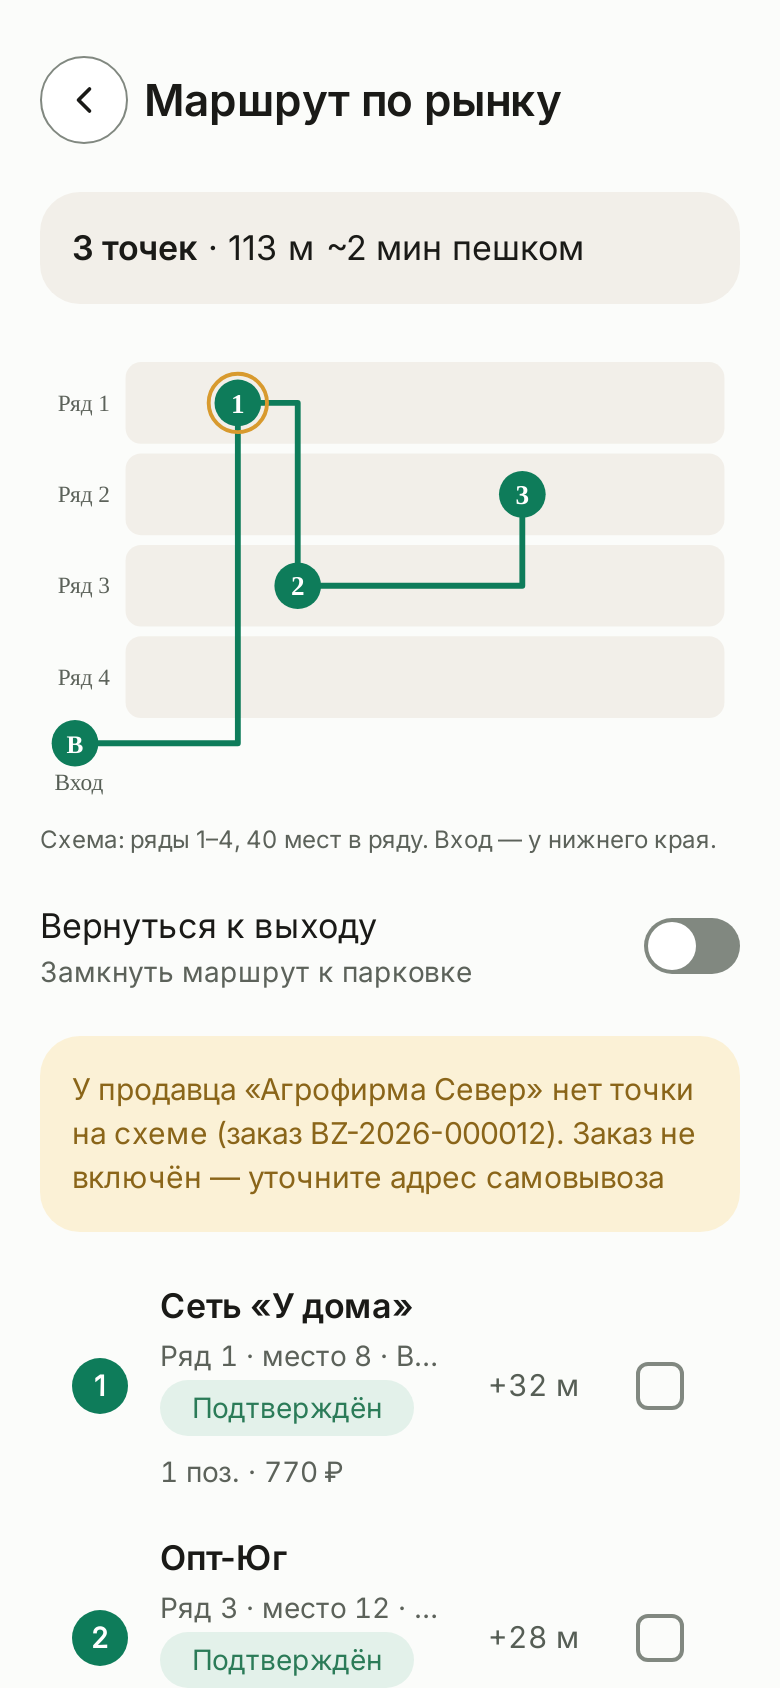 Маршрут по рынку
3 точек · 113 м ~2 мин пешком
Ряд 1
1
Ряд 2
3
Ряд 3
2
Ряд 4
В
Вход
Схема: ряды 1–4, 40 мест в ряду. Вход — у нижнего края.
Вернуться к выходу
Замкнуть маршрут к парковке
У продавца «Агрофирма Север» нет точки
на схеме (заказ BZ-2026-000012). Заказ не
включён — уточните адрес самовывоза
Сеть «У дома»
Ряд 1 · место 8 · В...
1
+32 м
Подтверждён
1 поз. · 770 ₽
Опт-Юг
Ряд 3 · место 12 · ...
2
+28 м
Подтверждён